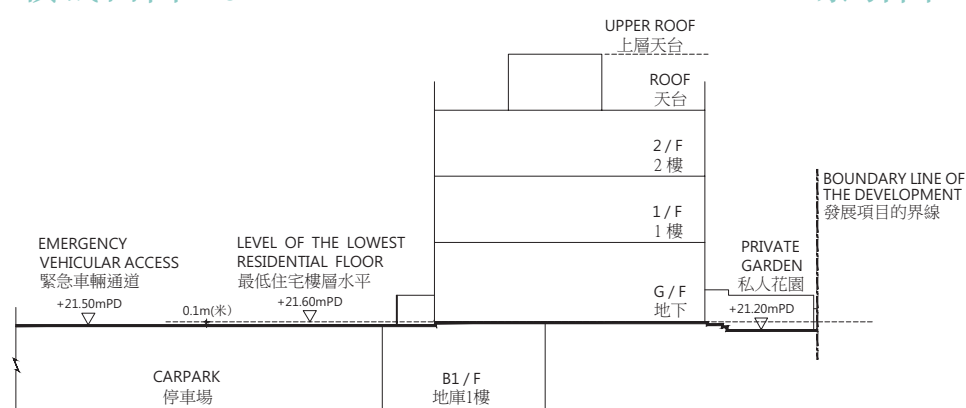 UPPER ROOF
上層天台
ROOF
天台
2 / F
2 樓
1 / F
1 樓
G / F
地下
BOUNDARY LINE OF
THE DEVELOPMENT
發展項目的界線
EMERGENCY
VEHICULAR ACCESS
緊急車輛通道
+21.50mPD
0.1m(米)
LEVEL OF THE LOWEST
RESIDENTIAL FLOOR
最低住宅樓層水平
+21.60mPD
PRIVATE
GARDEN
私人花園
+21.20mPD
CARPARK
停車場
B1 / F
地庫1樓